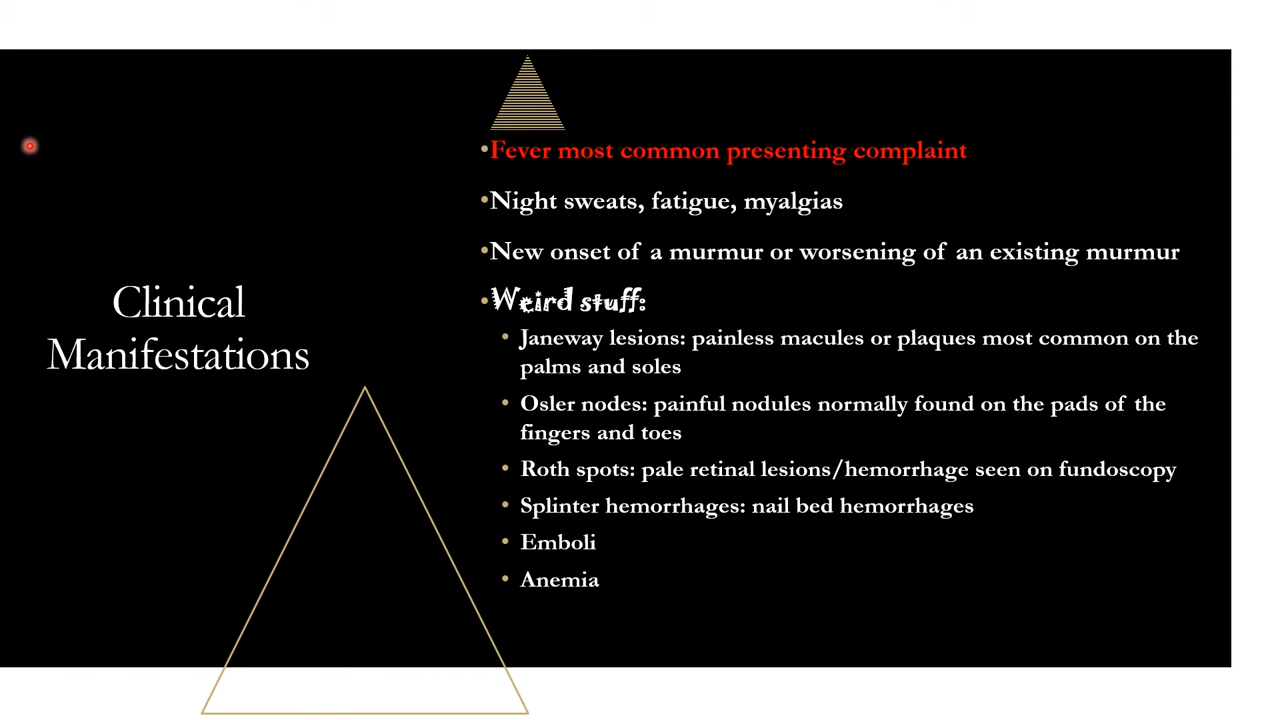 Clinical
Manifestations
•Fever most common presenting complaint
•Night sweats, fatigue, myalgias
•New onset of a murmur or worsening of an existing murmur
•Weird stuff:
• Janeway lesions: painless macules or plaques most common on the
palms and soles
• Osler nodes: painful nodules normally found on the pads of the
fingers and toes
• Roth spots: pale retinal lesions/hemorrhage seen on fundoscopy
• Splinter hemorrhages: nail bed hemorrhages
• Emboli
• Anemia